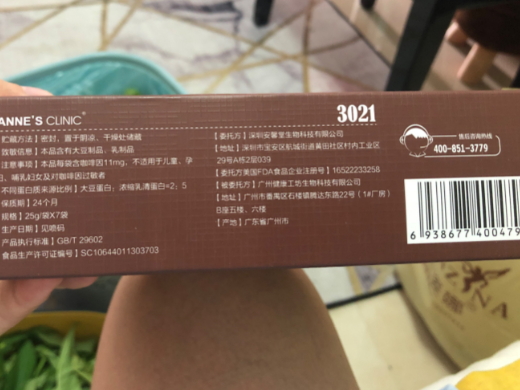 ANNE'S CLINIC®
贮藏方法】密封，置于阴凉、干燥处储藏
致敏信息】本品含有大豆制品、乳制品
注意事项】本品每袋含咖啡因11mg，不适用于儿童、孕
妇、哺乳妇女及对咖啡因过敏者
不同蛋白质来源比例】大豆蛋白：浓缩乳清蛋白=2：5
保质期】24个月
规格】25g/袋X7袋
生产日期】见喷码
产品执行标准】GB/T 29602
食品生产许可证编号】SC10644011303703
3021
【委托方】深圳安馨堂生物科技有限公司
【地址】深圳市宝安区航城街道黄田社区村内工业区
29号A栋2层039
【委托方美国FDA食品企业注册号】16522233258
【被委托方】广州健康工坊生物科技有限公司
【地址】广州市番禺区石楼镇腾达东路22号（1#厂房）
B座五楼、六楼
【产地】广东省广州市
售后咨询热线
400-851-3779
6 938677 400479